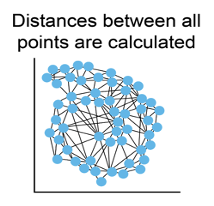 Distances between all
points are calculated